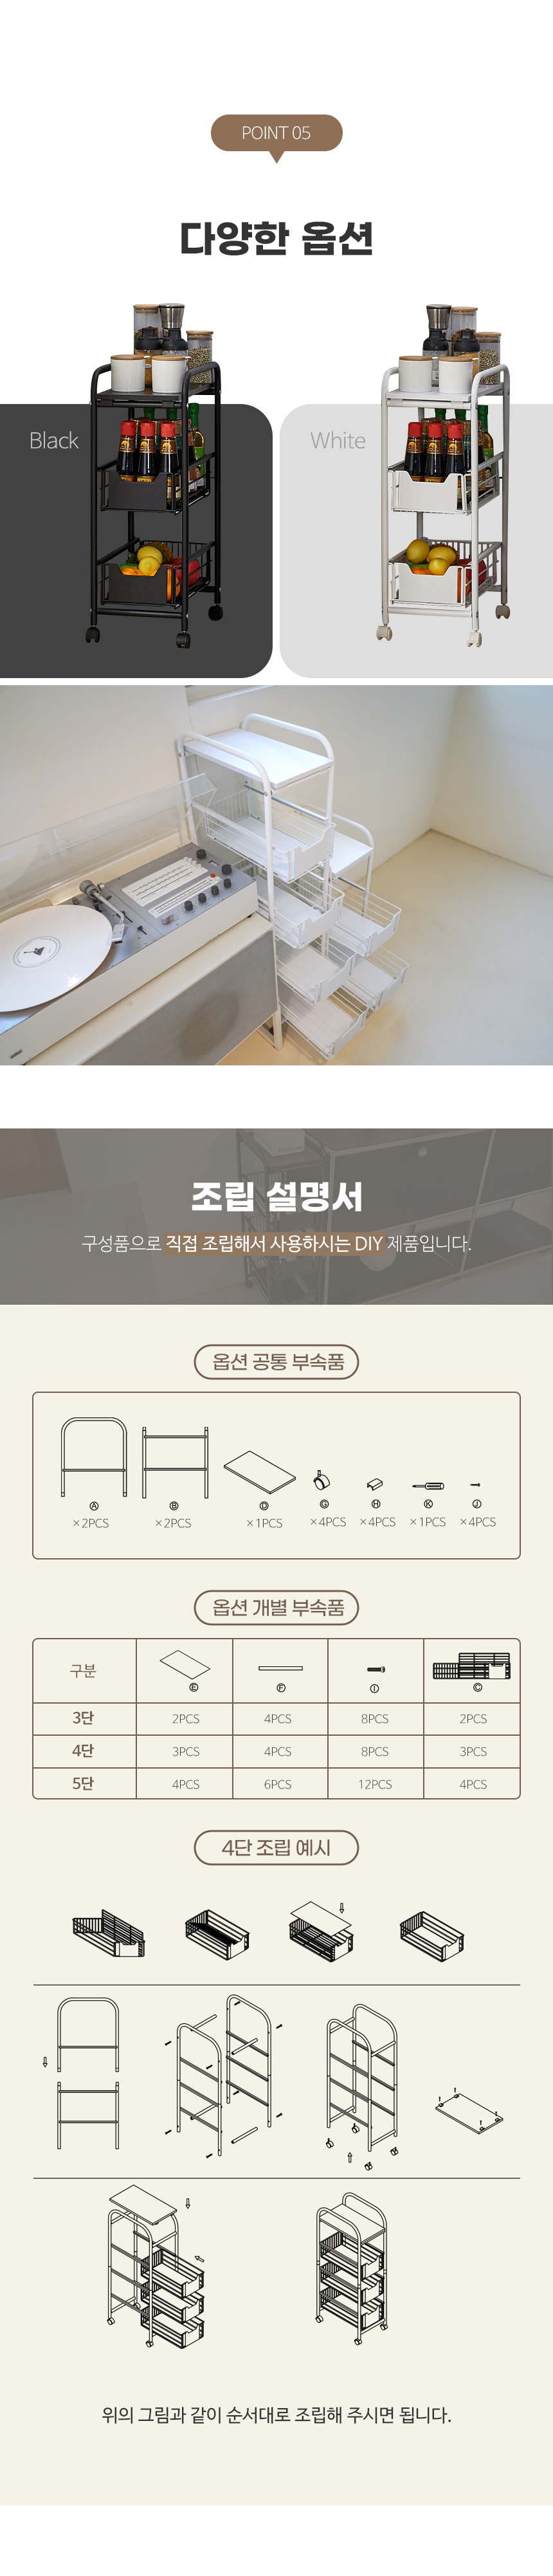 POINT 05
다양한 옵션
Black
White
조립 설명서
구성품으로 직접 조립해서 사용하시는 DIY 제품입니다.
옵션 공통 부속품
A B D G H K J
×2PCS ×2PCS ×1PCS ×4PCS ×4PCS ×1PCS ×4PCS
옵션 개별 부속품
구분 E F I C
3단 2PCS 4PCS 8PCS 2PCS
4단 3PCS 4PCS 8PCS 3PCS
5단 4PCS 6PCS 12PCS 4PCS
4단 조립 예시
위의 그림과 같이 순서대로 조립해 주시면 됩니다.